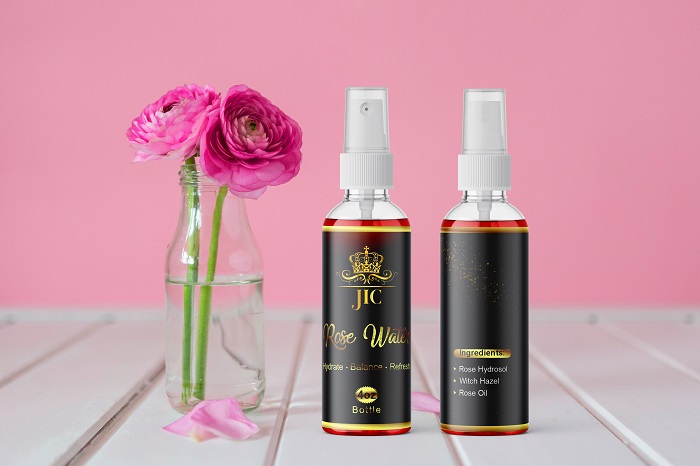 JIC
Rose Water
Hydrate - Balance - Refresh
4oz
Bottle
Ingredients:
• Rose Hydrosol
• Witch Hazel
• Rose Oil